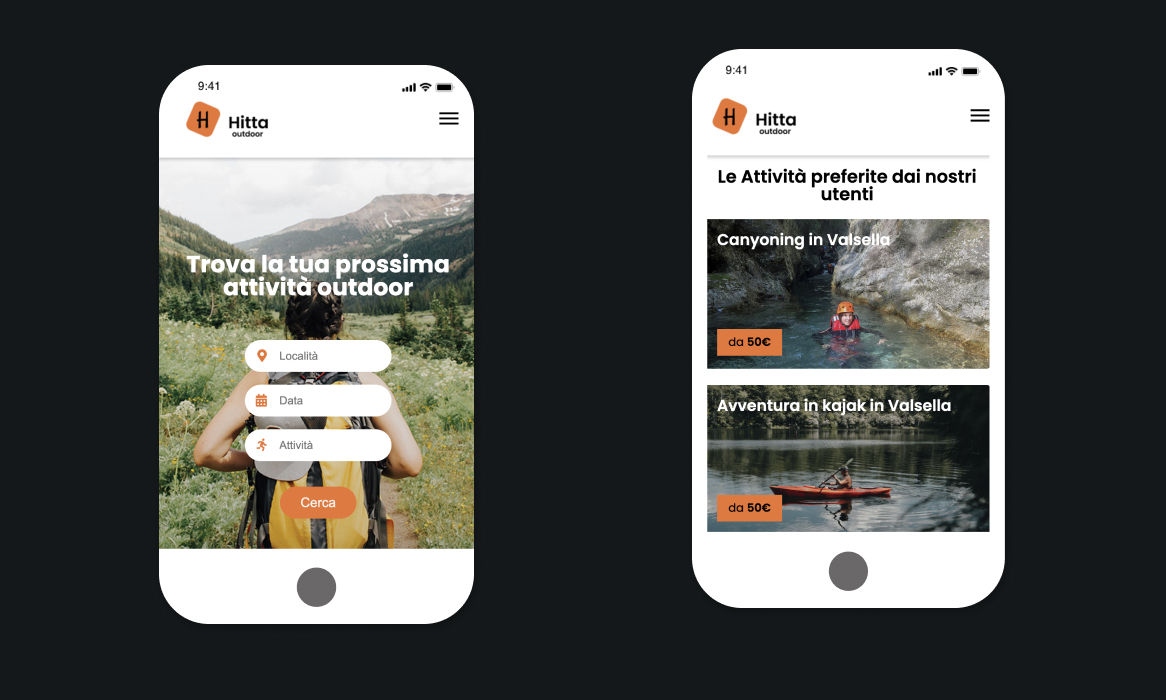 9:41
H
Hitta
outdoor
Trova la tua prossima
attività outdoor
Località
Data
Attività
Cerca
9:41
H
Hitta
outdoor
Le Attività preferite dai nostri
utenti
Canyoning in Valsella
da 50€
Avventura in kajak in Valsella
da 50€